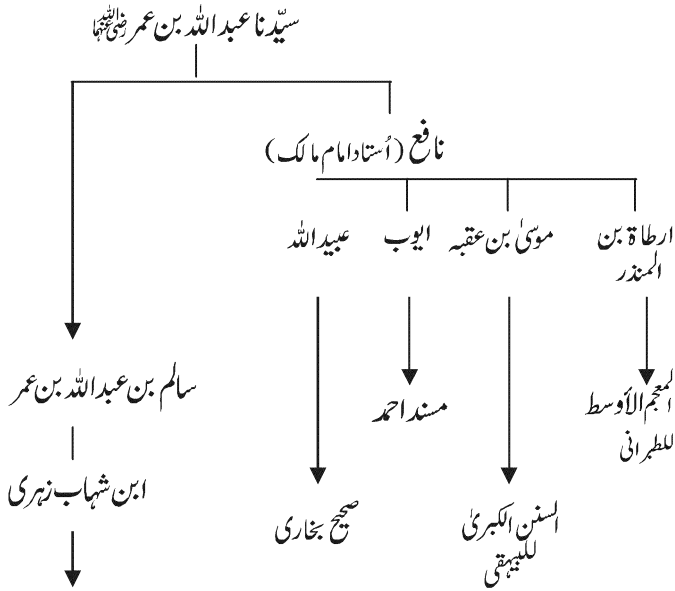 سیّدنا عبداللہ بن عمر رضی اللہ عنہما
نافع (اُستاد امام مالک)
ارطاۃ بن
المنذر
موسیٰ بن عقبہ
ایوب
عبیداللہ
سالم بن عبداللہ بن عمر
المعجم الأوسط
للطبرانی
مسند احمد
ابن شہاب زہری
صحیح بخاری
السنن الکبریٰ
للبیہقی